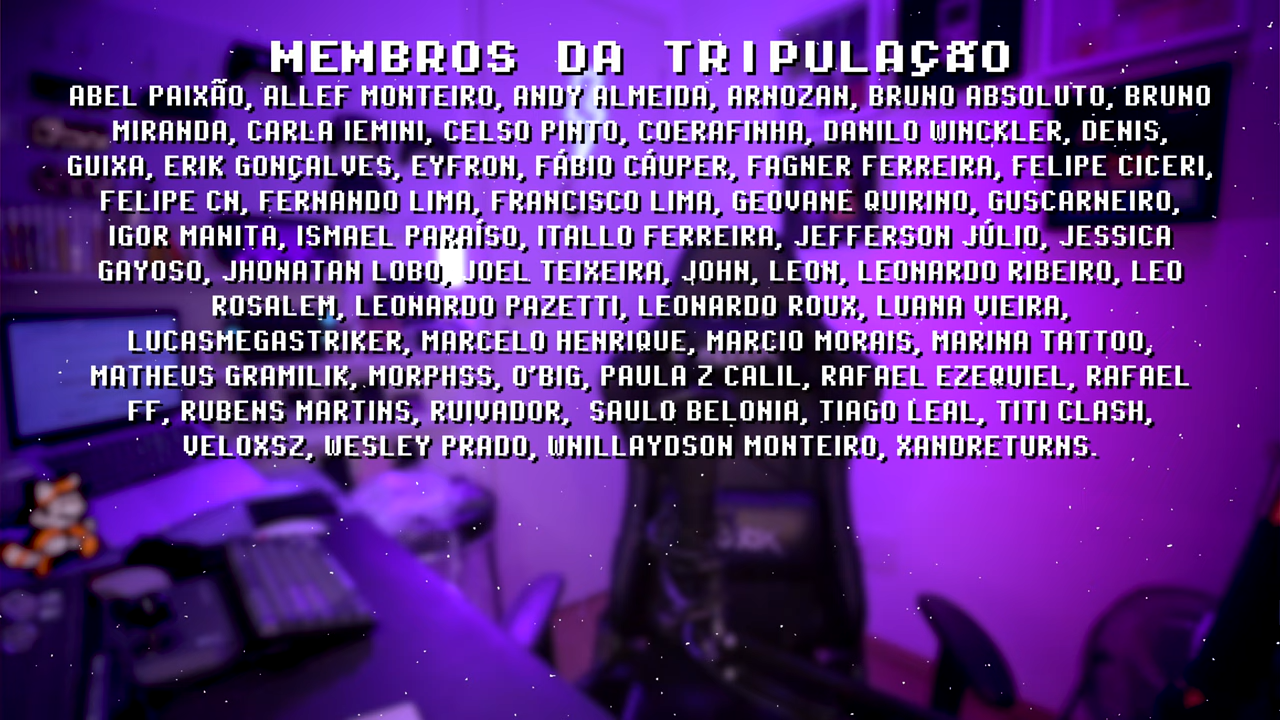 MEMBROS DA TRIPULAÇÃO
ABEL PAIXÃO, ALLEF MONTEIRO, ANDY ALMEIDA, ARNOZAN, BRUNO ABSOLUTO, BRUNO
MIRANDA, CARLA IEMINI, CELSO PINTO, COERAFINHA, DANILO WINCKLER, DENIS,
GUIXA, ERIK GONÇALVES, EYFRON, FÁBIO CÁUPER, FAGNER FERREIRA, FELIPE CICERI,
FELIPE CN, FERNANDO LIMA, FRANCISCO LIMA, GEOVANE QUIRINO, GUSCARNEIRO,
IGOR MANITA, ISMAEL PARAÍSO, ITALLO FERREIRA, JEFFERSON JÚLIO, JESSICA
GAYOSO, JHONATAN LOBO, JOEL TEIXEIRA, JOHN, LEON, LEONARDO RIBEIRO, LEO
ROSALEM, LEONARDO PAZETTI, LEONARDO ROUX, LUANA VIEIRA,
LUCASMEGASTRIKER, MARCELO HENRIQUE, MARCIO MORAIS, MARINA TATTOO,
MATHEUS GRAMILIK, MORPHSS, O'BIG, PAULA Z CALIL, RAFAEL EZEQUIEL, RAFAEL
FF, RUBENS MARTINS, RUIVADOR, SAULO BELONIA, TIAGO LEAL, TITI CLASH,
VELOXSZ, WESLEY PRADO, WNILLAYDSON MONTEIRO, XANDRETURNS.